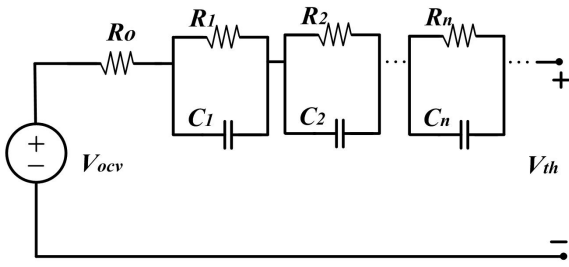 Ro
R1
R2
Rn
C1
C2
Cn
+
−
Vocv
Vth
+
−